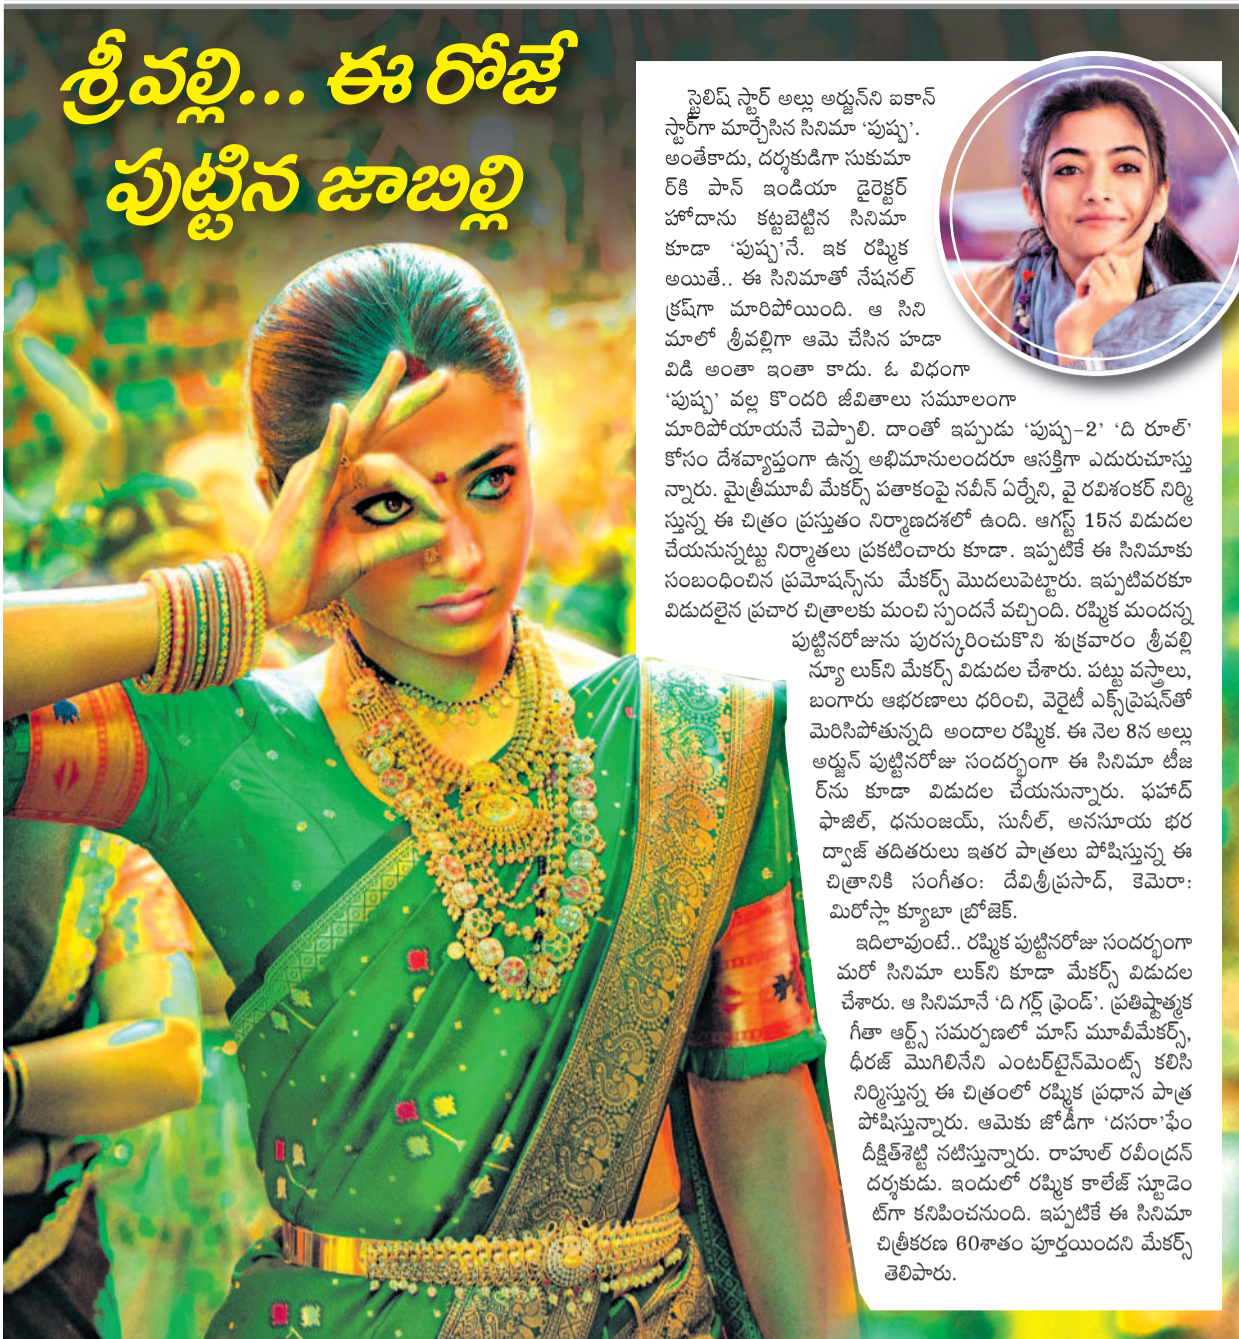 శ్రీవల్లి... ఈ రోజే
పుట్టిన జాబిల్లి
స్టైలిష్ స్టార్ అల్లు అర్జున్‌ని ఐకాన్
స్టార్‌గా మార్చేసిన సినిమా ‘పుష్ప’.
అంతేకాదు, దర్శకుడిగా సుకుమా
ర్‌కి పాన్ ఇండియా డైరెక్టర్
హోదాను కట్టబెట్టిన సినిమా
కూడా ‘పుష్ప’నే. ఇక రష్మిక
అయితే.. ఈ సినిమాతో నేషనల్
క్రష్‌గా మారిపోయింది. ఆ సిని
మాలో శ్రీవల్లిగా ఆమె చేసిన హడా
విడి అంతా ఇంతా కాదు. ఓ విధంగా
‘పుష్ప’ వల్ల కొందరి జీవితాలు సమూలంగా
మారిపోయాయనే చెప్పాలి. దాంతో ఇప్పుడు ‘పుష్ప-2’ ‘ది రూల్’
కోసం దేశవ్యాప్తంగా ఉన్న అభిమానులందరూ ఆసక్తిగా ఎదురుచూస్తు
న్నారు. మైత్రీమూవీ మేకర్స్ పతాకంపై నవీన్ ఏర్నేని, వై రవిశంకర్ నిర్మి
స్తున్న ఈ చిత్రం ప్రస్తుతం నిర్మాణదశలో ఉంది. ఆగస్ట్ 15న విడుదల
చేయనున్నట్టు నిర్మాతలు ప్రకటించారు కూడా. ఇప్పటికే ఈ సినిమాకు
సంబంధించిన ప్రమోషన్స్‌ను మేకర్స్ మొదలుపెట్టారు. ఇప్పటివరకూ
విడుదలైన ప్రచార చిత్రాలకు మంచి స్పందనే వచ్చింది. రష్మిక మందన్న
పుట్టినరోజును పురస్కరించుకొని శుక్రవారం శ్రీవల్లి
న్యూ లుక్‌ని మేకర్స్ విడుదల చేశారు. పట్టు వస్త్రాలు,
బంగారు ఆభరణాలు ధరించి, వెరైటీ ఎక్స్‌ప్రెషన్‌తో
మెరిసిపోతున్నది అందాల రష్మిక. ఈ నెల 8న అల్లు
అర్జున్ పుట్టినరోజు సందర్భంగా ఈ సినిమా టీజ
ర్‌ను కూడా విడుదల చేయనున్నారు. ఫహాద్
ఫాజిల్, ధనుంజయ్, సునీల్, అనసూయ భర
ద్వాజ్ తదితరులు ఇతర పాత్రలు పోషిస్తున్న ఈ
చిత్రానికి సంగీతం: దేవిశ్రీప్రసాద్, కెమెరా:
మిరోస్లా క్యూబా బ్రోజెక్.
ఇదిలావుంటే.. రష్మిక పుట్టినరోజు సందర్భంగా
మరో సినిమా లుక్‌ని కూడా మేకర్స్ విడుదల
చేశారు. ఆ సినిమానే ‘ది గర్ల్ ఫ్రెండ్’. ప్రతిష్టాత్మక
గీతా ఆర్ట్స్ సమర్పణలో మాస్ మూవీమేకర్స్,
ధీరజ్ మొగిలినేని ఎంటర్‌టైన్‌మెంట్స్ కలిసి
నిర్మిస్తున్న ఈ చిత్రంలో రష్మిక ప్రధాన పాత్ర
పోషిస్తున్నారు. ఆమెకు జోడీగా ‘దసరా’ఫేం
దీక్షిత్‌శెట్టి నటిస్తున్నారు. రాహుల్ రవీంద్రన్
దర్శకుడు. ఇందులో రష్మిక కాలేజ్ స్టూడెం
ట్‌గా కనిపించనుంది. ఇప్పటికే ఈ సినిమా
చిత్రీకరణ 60శాతం పూర్తయిందని మేకర్స్
తెలిపారు.